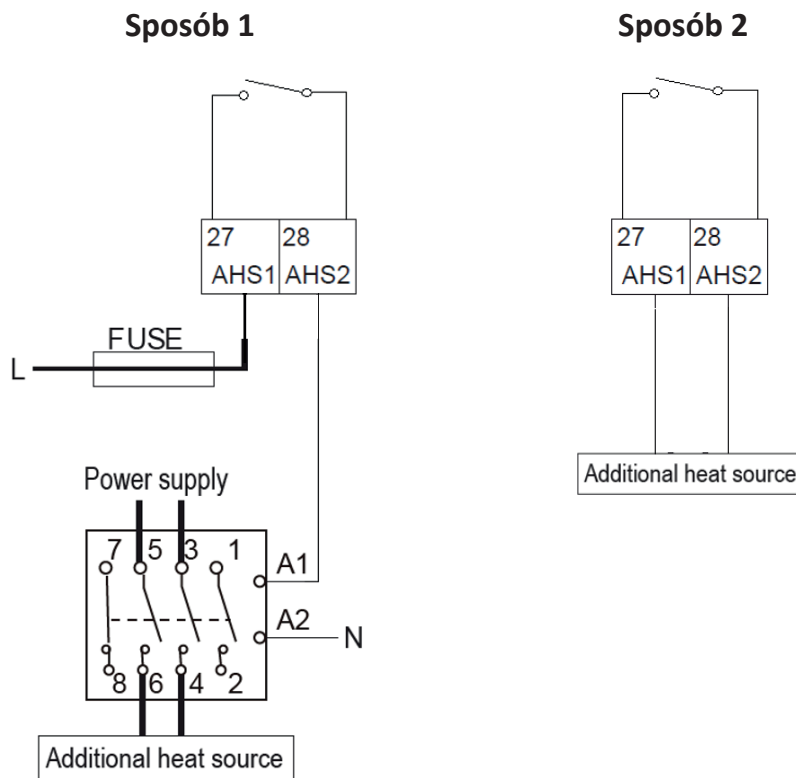 Sposób 1
27 28
AHS1 AHS2
FUSE
L
Power supply
7 5 3 1
A1
A2
N
8 6 4 2
Additional heat source
Sposób 2
27 28
AHS1 AHS2
Additional heat source